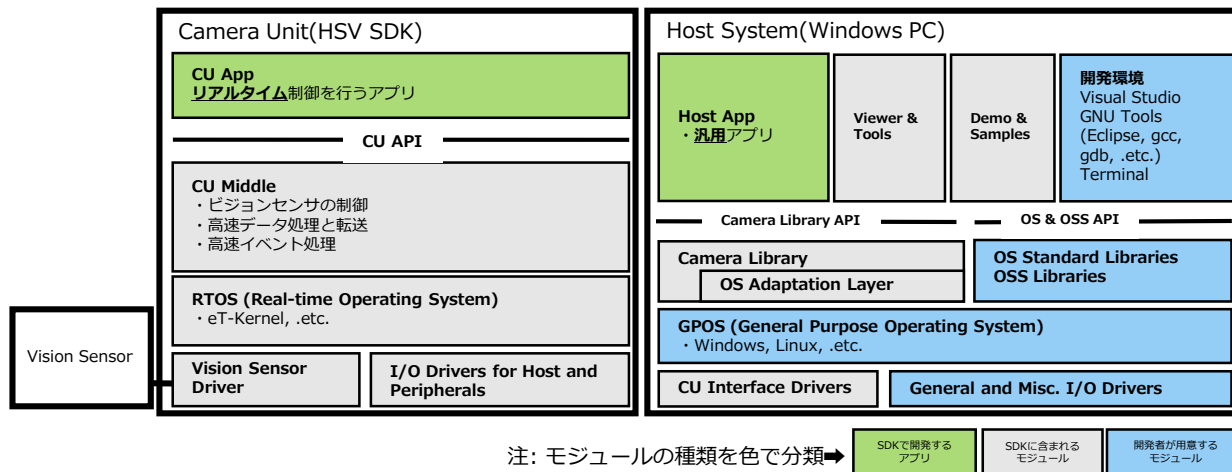 Camera Unit(HSV SDK)
CU App
リアルタイム制御を行うアプリ
CU API
CU Middle
・ビジョンセンサの制御
・高速データ処理と転送
・高速イベント処理
RTOS (Real-time Operating System)
・eT-Kernel, .etc.
Vision Sensor
Vision Sensor
Driver
I/O Drivers for Host and
Peripherals
Host System(Windows PC)
Host App
・汎用アプリ
Viewer &
Tools
Demo &
Samples
開発環境
Visual Studio
GNU Tools
(Eclipse, gcc,
gdb, .etc.)
Terminal
Camera Library API
OS & OSS API
Camera Library
OS Adaptation Layer
OS Standard Libraries
OSS Libraries
GPOS (General Purpose Operating System)
・Windows, Linux, .etc.
CU Interface Drivers
General and Misc. I/O Drivers
注: モジュールの種類を色で分類➡
SDKで開発する
アプリ
SDKに含まれる
モジュール
開発者が用意する
モジュール